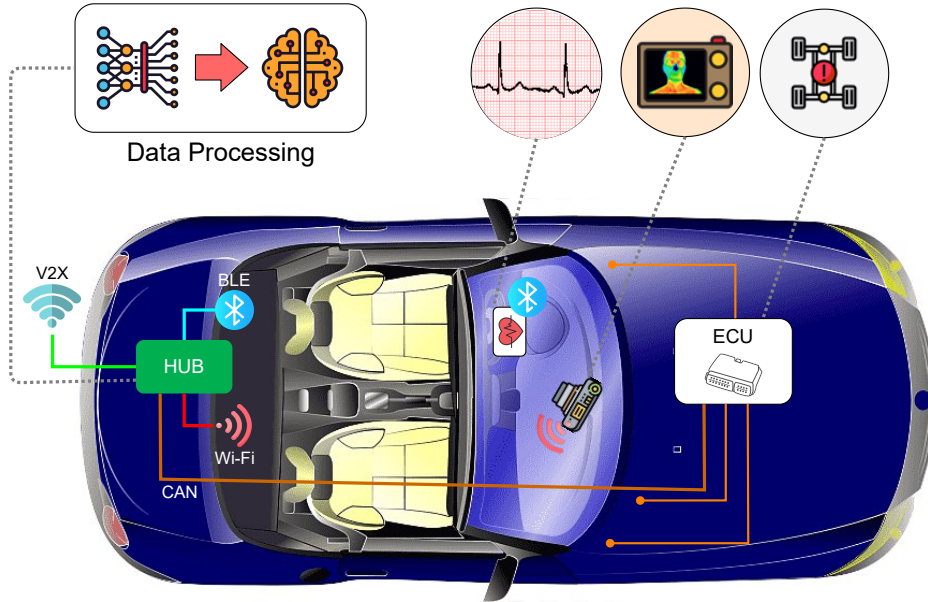 Data Processing
V2X
BLE
HUB
Wi-Fi
CAN
ECU